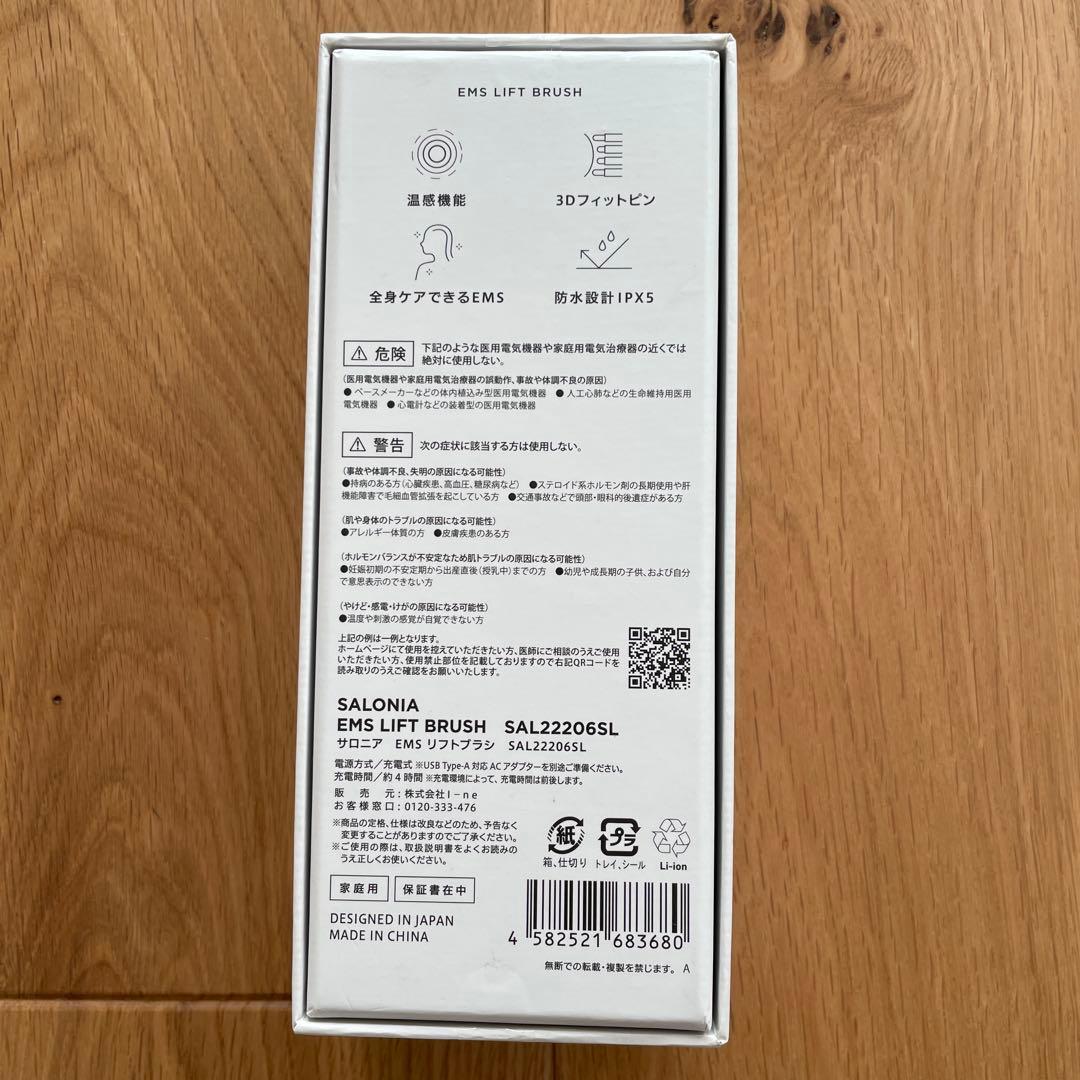 EMS LIFT BRUSH
温感機能
3Dフィットピン
全身ケアできるEMS
防水設計IPX5
⚠ 危険 下記のような医用電気機器や家庭用電気治療器の近くでは
絶対に使用しない。
(医用電気機器や家庭用電気治療器の誤動作、事故や体調不良の原因)
● ペースメーカーなどの体内植込み型医用電気機器 ● 人工心肺などの生命維持用医用
電気機器 ● 心電計などの装着型の医用電気機器
⚠ 警告 次の症状に該当する方は使用しない。
(事故や体調不良、失明の原因になる可能性)
●持病のある方(心臓疾患、高血圧、糖尿病など) ●ステロイド系ホルモン剤の長期使用や肝
機能障害で毛細血管拡張を起こしている方 ●交通事故などで頭部・眼科的後遺症がある方
(肌や身体のトラブルの原因になる可能性)
●アレルギー体質の方 ●皮膚疾患のある方
(ホルモンバランスが不安定なため肌トラブルの原因になる可能性)
●妊娠初期の不安定期から出産直後(授乳中)までの方 ●幼児や成長期の子供、および自分
で意思表示のできない方
(やけど・感電・けがの原因になる可能性)
●温度や刺激の感覚が自覚できない方
上記の例は一例となります。
ホームページにて使用を控えていただきたい方、医師にご相談のうえご使用
いただきたい方、使用禁止部位を記載しておりますので右記QRコードを
読み取りのうえご確認をお願いいたします。
SALONIA
EMS LIFT BRUSH SAL22206SL
サロニア EMS リフトブラシ SAL22206SL
電源方式/充電式 ※USB Type-A 対応 AC アダプターを別途ご準備ください。
充電時間/約4時間 ※充電環境によって、充電時間は前後します。
販売元:株式会社I-ne
お客様窓口:0120-333-476
※商品の定格、仕様は改良などのため、予告なく
変更することがありますのでご了承ください。
※ご使用の際は、取扱説明書をよくお読みの
うえ正しくお使いください。
紙
箱、仕切り
プラ
トレイ、シール
Li-ion
家庭用 保証書在中
DESIGNED IN JAPAN
MADE IN CHINA
4 582521 683680
無断での転載・複製を禁じます。 A